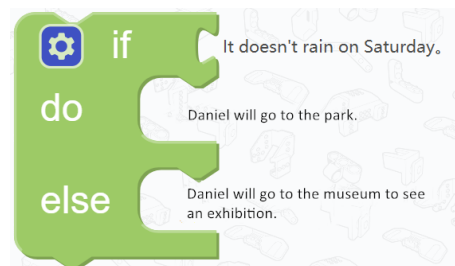 if It doesn't rain on Saturday。
do Daniel will go to the park.
else Daniel will go to the museum to see
an exhibition.